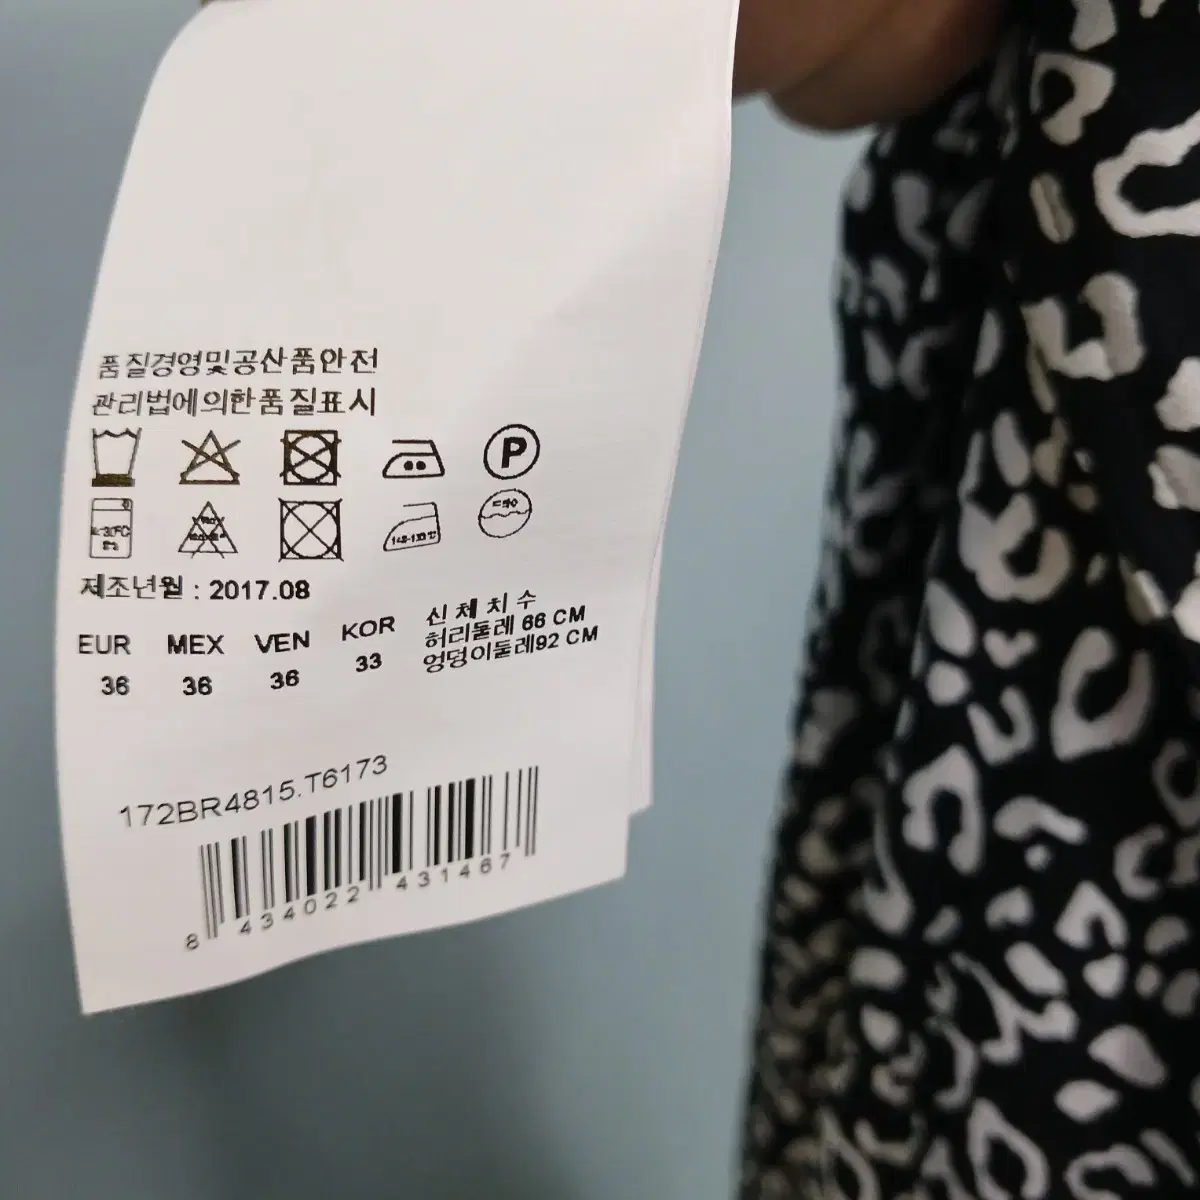 품질경영및공산품안전
관리법에의한품질표시
P
드라이
제조년월 : 2017.08
EUR MEX VEN KOR 신체치수
36 36 36 33 허리둘레 66 CM
엉덩이둘레92 CM
172BR4815.T6173
8 434022 431467